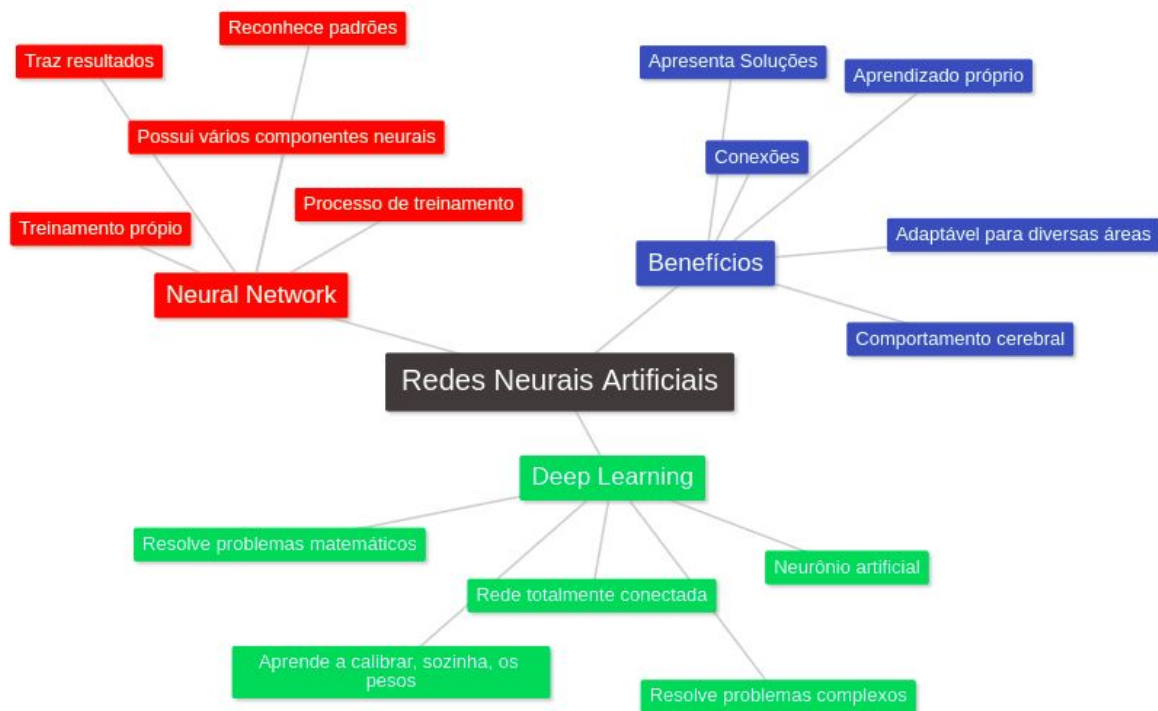 Reconhece padrões
Traz resultados
Possui vários componentes neurais
Processo de treinamento
Treinamento própio
Neural Network
Apresenta Soluções
Aprendizado próprio
Conexões
Adaptável para diversas áreas
Benefícios
Comportamento cerebral
Redes Neurais Artificiais
Deep Learning
Resolve problemas matemáticos
Neurônio artificial
Rede totalmente conectada
Aprende a calibrar, sozinha, os
pesos
Resolve problemas complexos